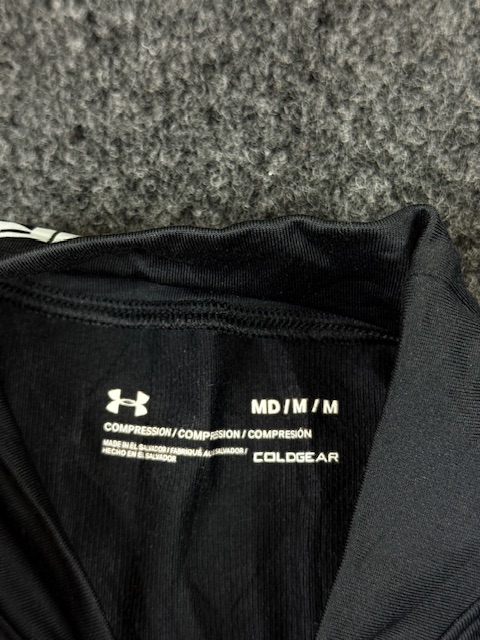 MD / M / M
COMPRESSION / COMPRESSION / COMPRESIÓN
MADE IN EL SALVADOR / FABRIQUÉ AU SALVADOR /
HECHO EN EL SALVADOR
COLDGEAR